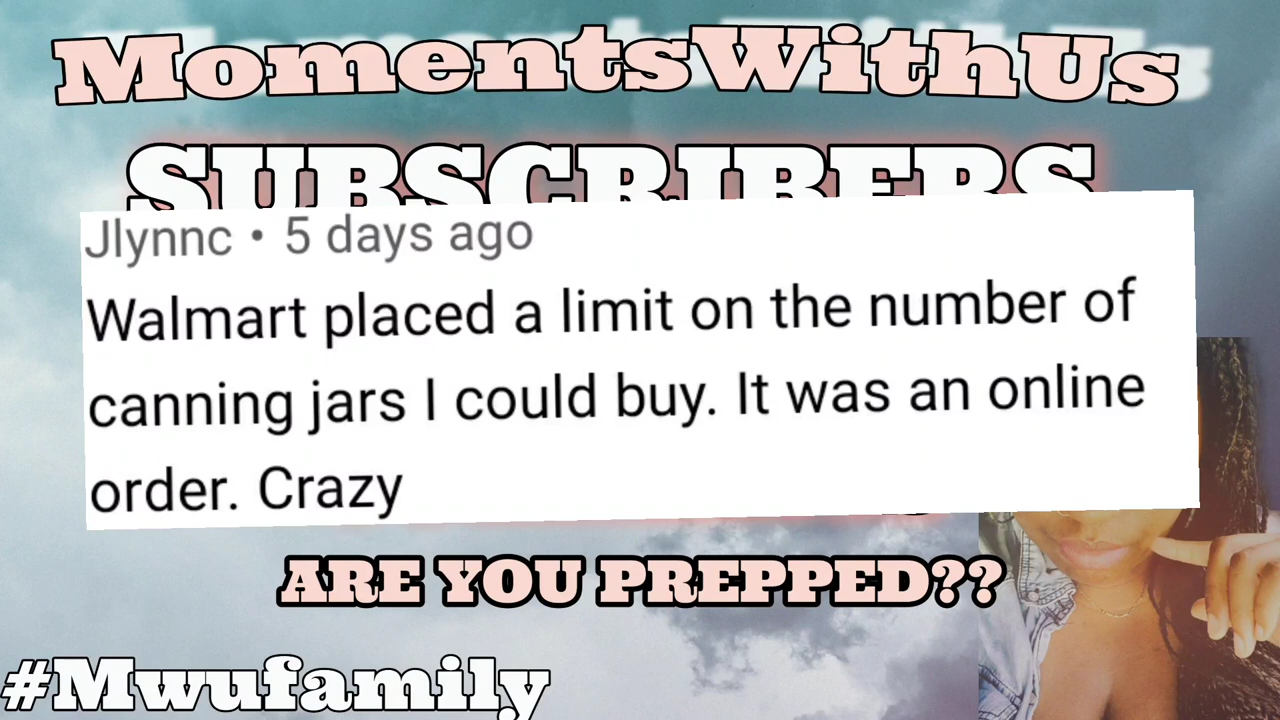 MomentsWithUs
SUBSCRIBERS
Jlynnc • 5 days ago
Walmart placed a limit on the number of
canning jars I could buy. It was an online
order. Crazy
ARE YOU PREPPED??
#Mwufamily